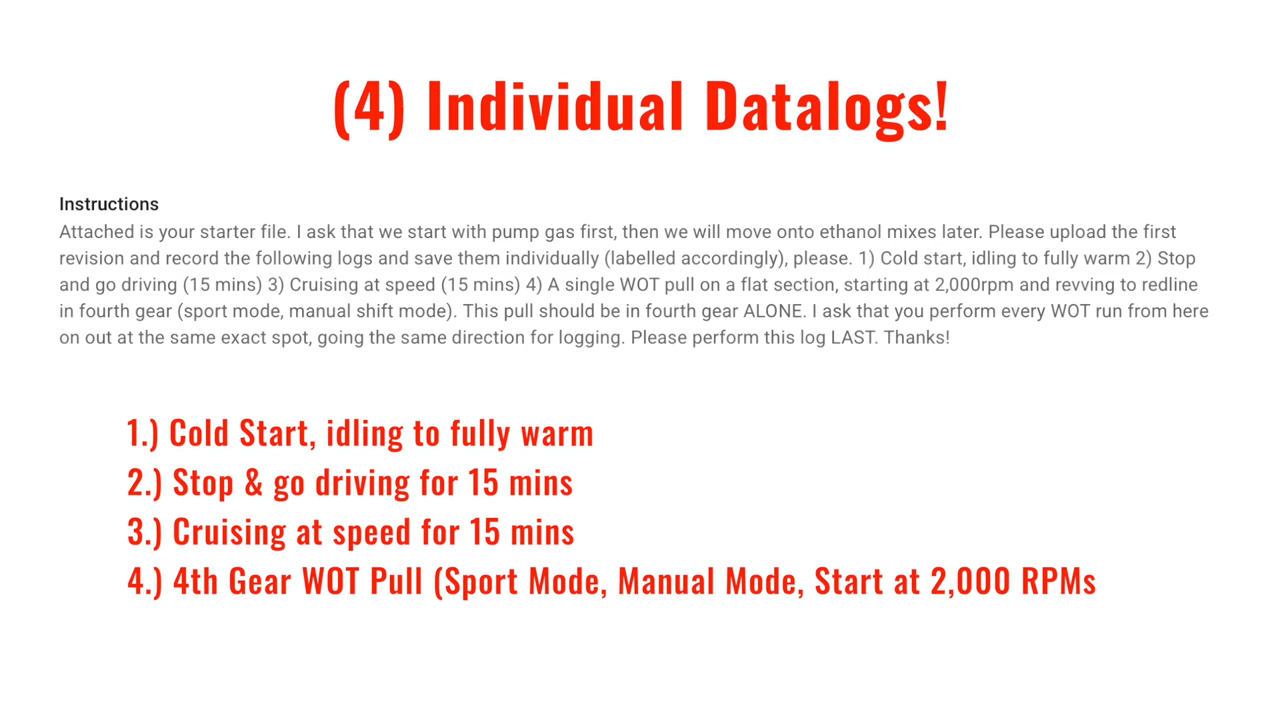 (4) Individual Datalogs!
Instructions
Attached is your starter file. I ask that we start with pump gas first, then we will move onto ethanol mixes later. Please upload the first
revision and record the following logs and save them individually (labelled accordingly), please. 1) Cold start, idling to fully warm 2) Stop
and go driving (15 mins) 3) Cruising at speed (15 mins) 4) A single WOT pull on a flat section, starting at 2,000rpm and revving to redline
in fourth gear (sport mode, manual shift mode). This pull should be in fourth gear ALONE. I ask that you perform every WOT run from here
on out at the same exact spot, going the same direction for logging. Please perform this log LAST. Thanks!
1.) Cold Start, idling to fully warm
2.) Stop & go driving for 15 mins
3.) Cruising at speed for 15 mins
4.) 4th Gear WOT Pull (Sport Mode, Manual Mode, Start at 2,000 RPMs